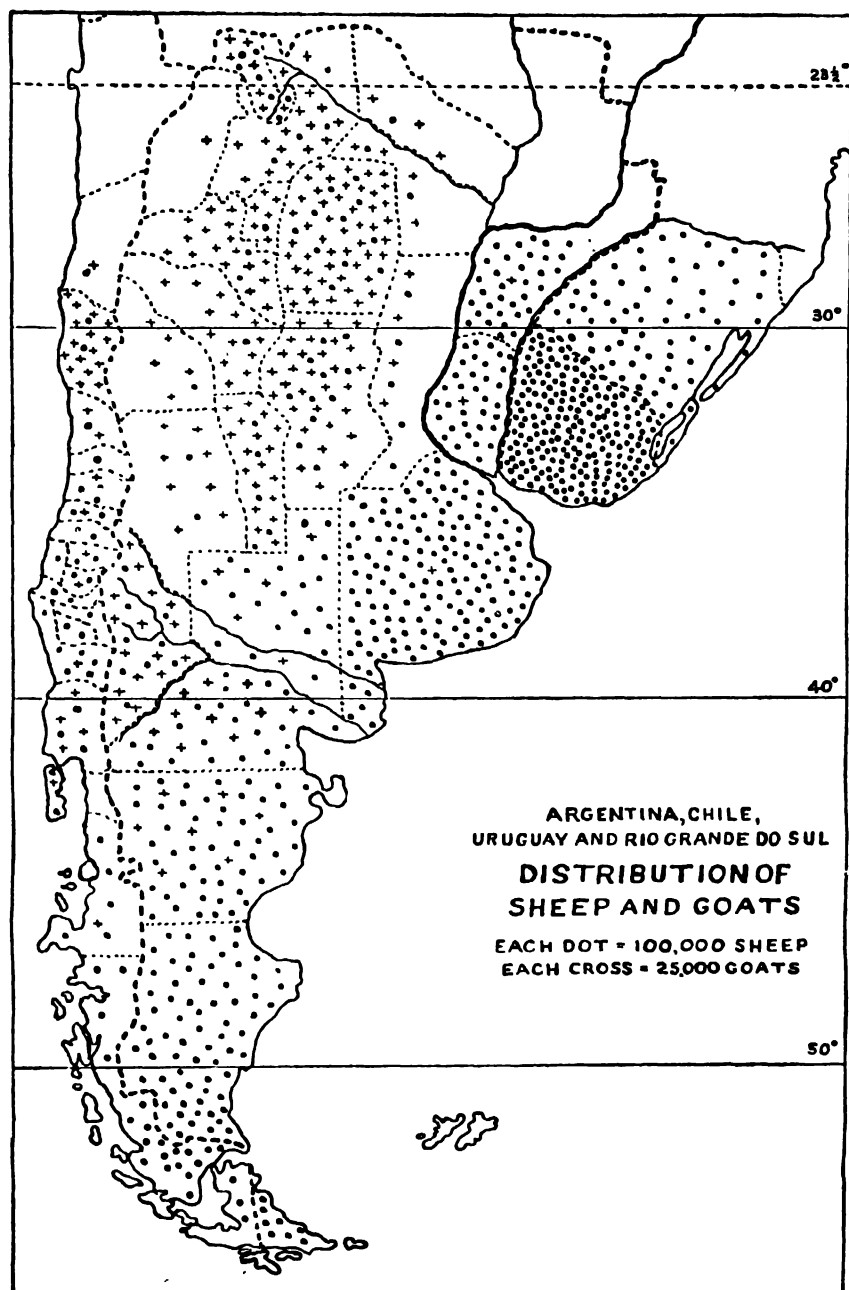 23½°
30°
40°
ARGENTINA, CHILE,
URUGUAY AND RIO GRANDE DO SUL
DISTRIBUTION OF
SHEEP AND GOATS
EACH DOT = 100,000 SHEEP
EACH CROSS = 25,000 GOATS
50°